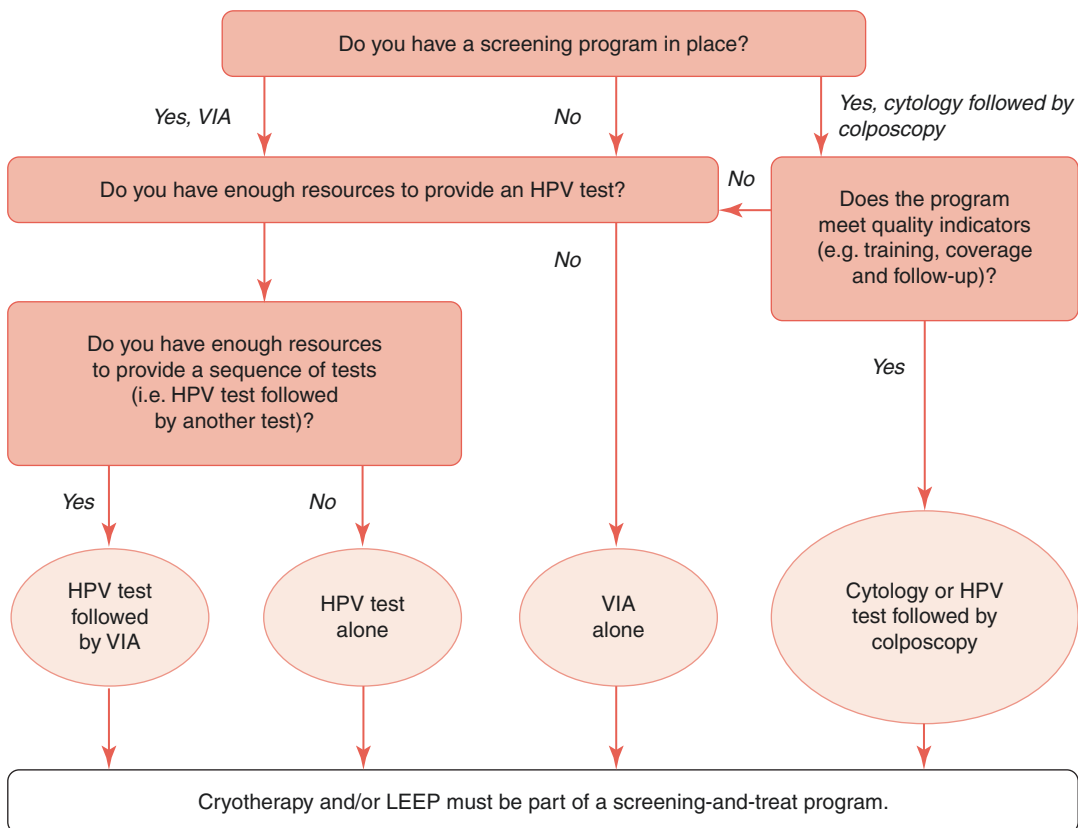 Do you have a screening program in place?
Yes, VIA
No
Yes, cytology followed by
colposcopy
Do you have enough resources to provide an HPV test?
No
Does the program
meet quality indicators
(e.g. training, coverage
and follow-up)?
No
Do you have enough resources
to provide a sequence of tests
(i.e. HPV test followed
by another test)?
Yes
Yes
No
HPV test
followed
by VIA
HPV test
alone
VIA
alone
Cytology or HPV
test followed by
colposcopy
Cryotherapy and/or LEEP must be part of a screening-and-treat program.